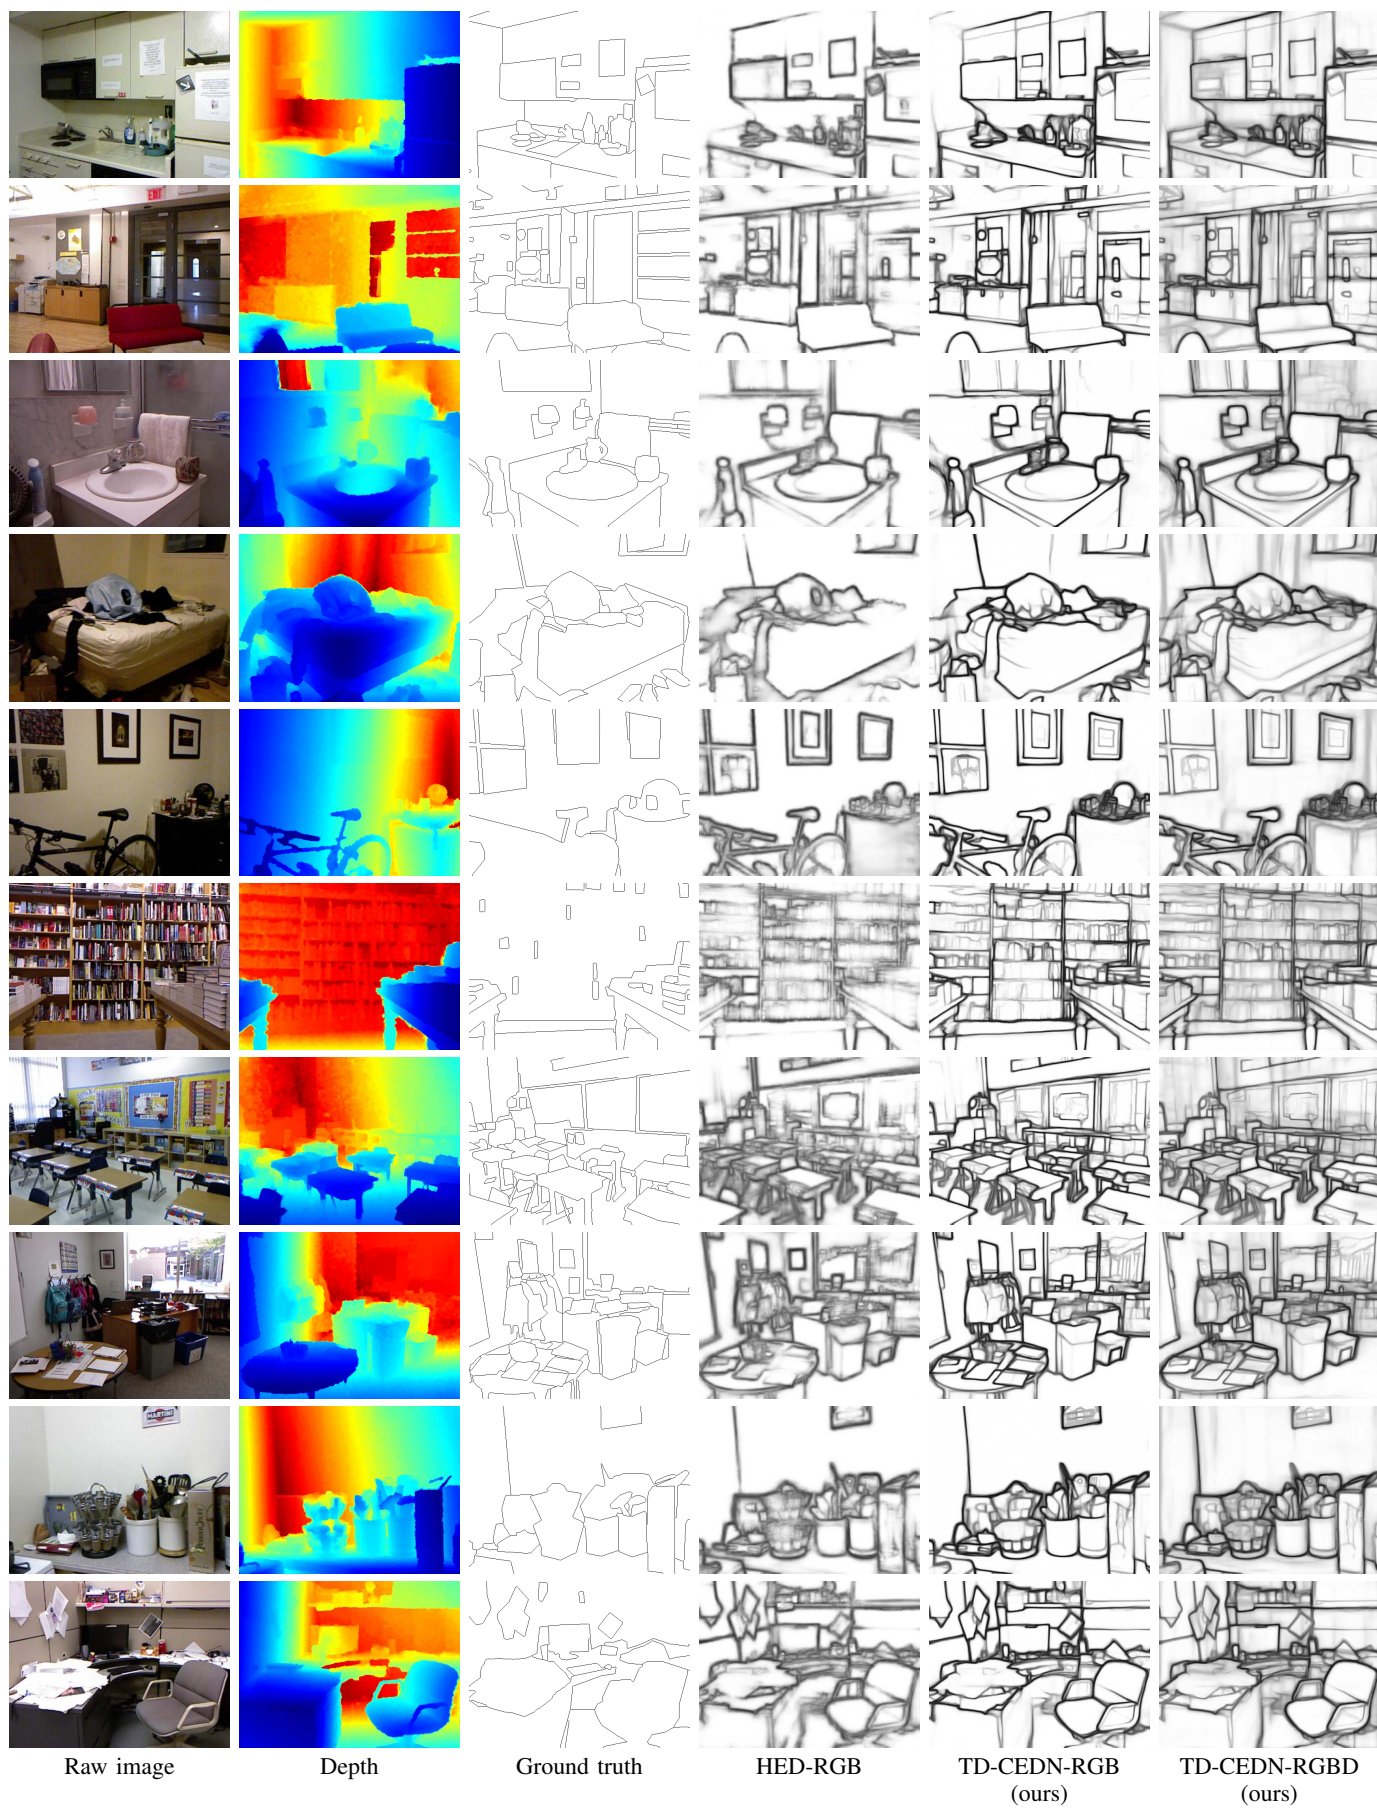 EXIT
MARTINI
Raw image
Depth
Ground truth
HED-RGB
TD-CEDN-RGB
(ours)
TD-CEDN-RGBD
(ours)